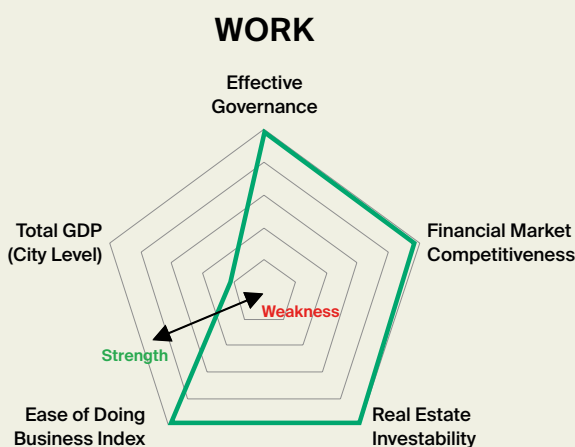 WORK
Effective
Governance
Total GDP
(City Level)
Financial Market
Competitiveness
Weakness
Strength
Ease of Doing
Business Index
Real Estate
Investability